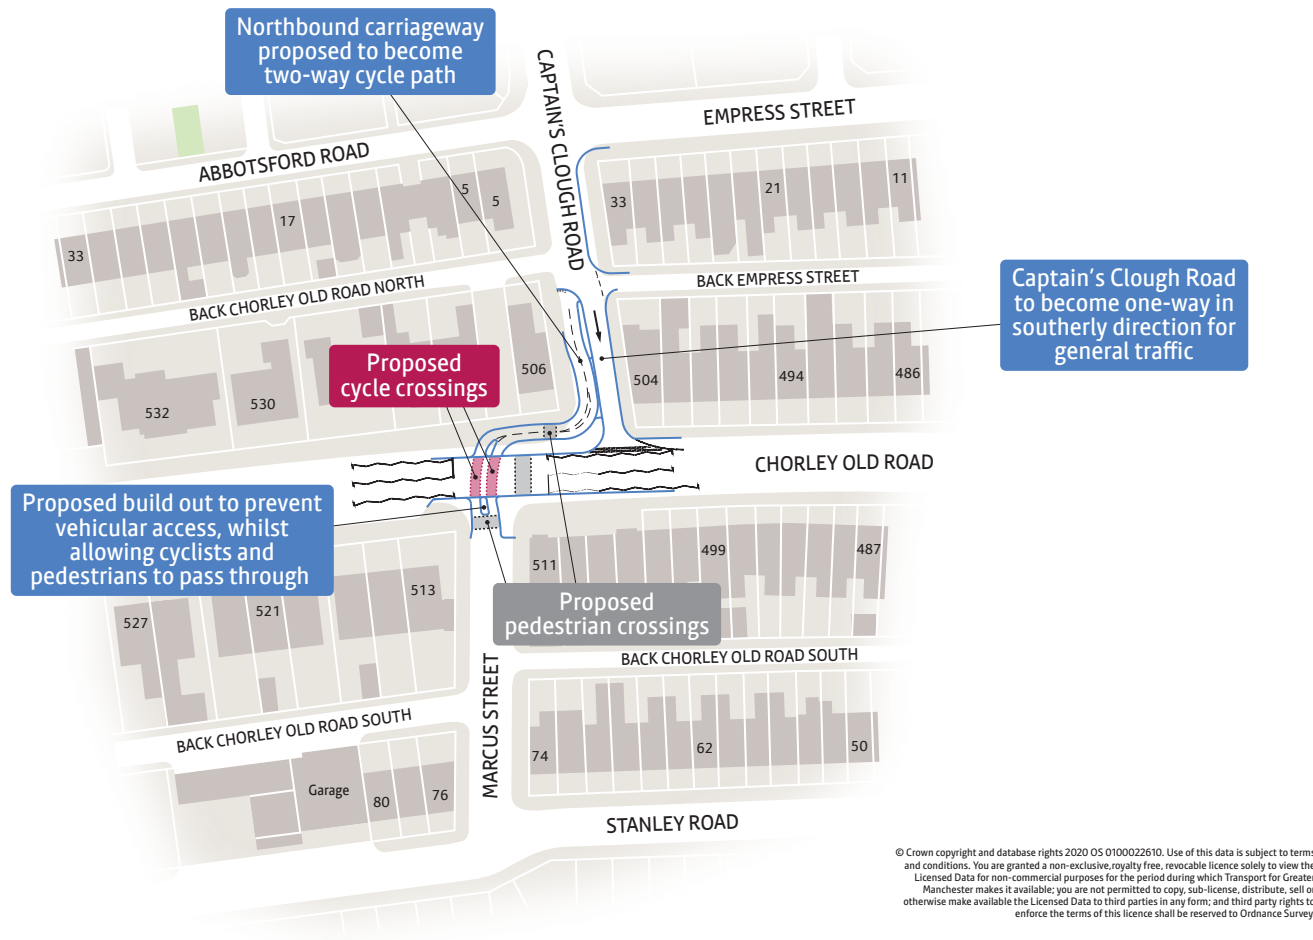 Northbound carriageway
proposed to become
two-way cycle path
CAPTAIN'S CLOUGH ROAD
EMPRESS STREET
ABBOTSFORD ROAD
33
17
5
5
33
21
11
BACK CHORLEY OLD ROAD NORTH
BACK EMPRESS STREET
Captain’s Clough Road
to become one-way in
southerly direction for
general traffic
Proposed
cycle crossings
532
530
506
504
494
486
CHORLEY OLD ROAD
Proposed build out to prevent
vehicular access, whilst
allowing cyclists and
pedestrians to pass through
527
521
513
511
499
487
Proposed
pedestrian crossings
BACK CHORLEY OLD ROAD SOUTH
BACK CHORLEY OLD ROAD SOUTH
MARCUS STREET
Garage
80
76
74
62
50
STANLEY ROAD
© Crown copyright and database rights 2020 OS 0100022610. Use of this data is subject to terms
and conditions. You are granted a non-exclusive, royalty free, revocable licence solely to view the
Licensed Data for non-commercial purposes for the period during which Transport for Greater
Manchester makes it available; you are not permitted to copy, sub-license, distribute, sell or
otherwise make available the Licensed Data to third parties in any form; and third party rights to
enforce the terms of this licence shall be reserved to Ordnance Survey